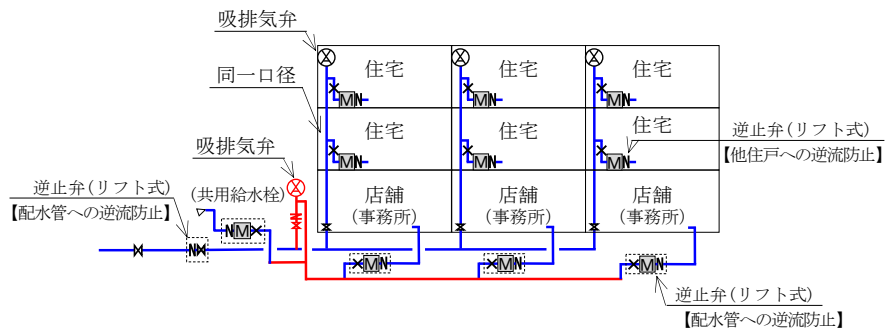 吸排気弁
同一口径
吸排気弁
逆止弁(リフト式)
【配水管への逆流防止】
(共用給水栓)
住宅 住宅 住宅
M N M N M N
住宅 住宅 住宅
M N M N M N
逆止弁(リフト式)
【他住戸への逆流防止】
店舗 店舗 店舗
(事務所) (事務所) (事務所)
N M
N
M N M N M N
逆止弁(リフト式)
【配水管への逆流防止】